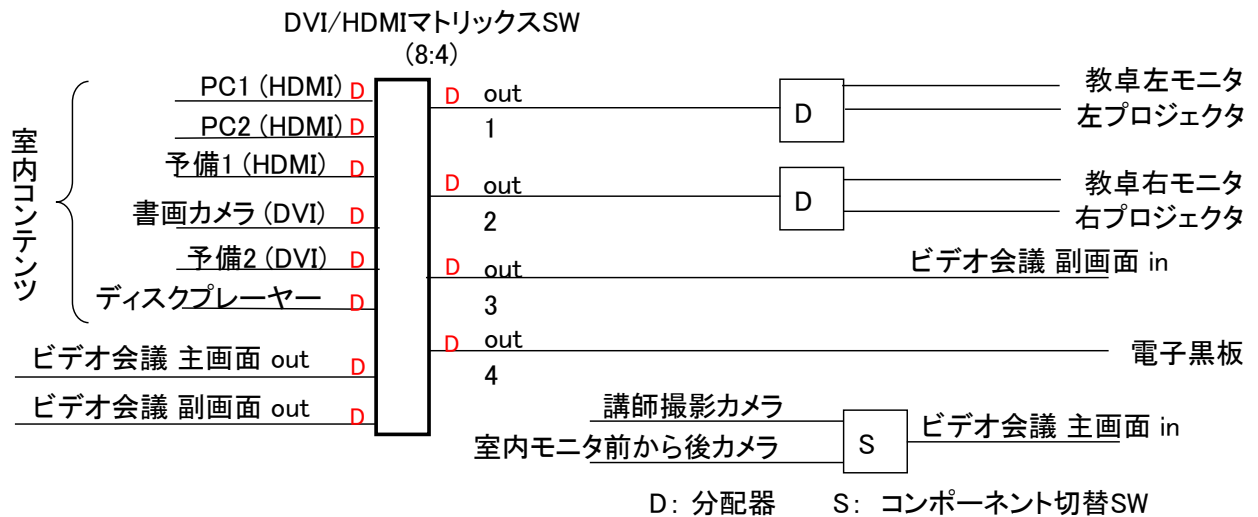 DVI/HDMIマトリックスSW
(8:4)
室内コンテンツ
PC1 (HDMI) D
PC2 (HDMI) D
予備1 (HDMI) D
書画カメラ (DVI) D
予備2 (DVI) D
ディスクプレーヤー D
ビデオ会議 主画面 out D
ビデオ会議 副画面 out D
D out 1
D
教卓左モニタ
左プロジェクタ
D out 2
D
教卓右モニタ
右プロジェクタ
D out 3
ビデオ会議 副画面 in
D out 4
電子黒板
講師撮影カメラ
室内モニタ前から後カメラ
S
ビデオ会議 主画面 in
D: 分配器 S: コンポーネント切替SW